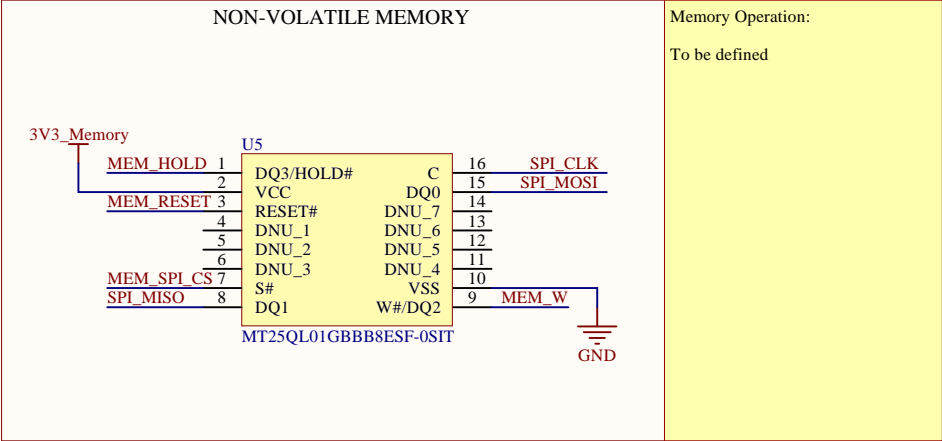 NON-VOLATILE MEMORY
Memory Operation:
To be defined
3V3_Memory
U5
MEM_HOLD 1 DQ3/HOLD# C 16 SPI_CLK
2 VCC DQ0 15 SPI_MOSI
MEM_RESET 3 RESET# DNU_7 14
4 DNU_1 DNU_6 13
5 DNU_2 DNU_5 12
6 DNU_3 DNU_4 11
MEM_SPI_CS 7 S# VSS 10
SPI_MISO 8 DQ1 W#/DQ2 9 MEM_W
MT25QL01GBBB8ESF-0SIT
GND